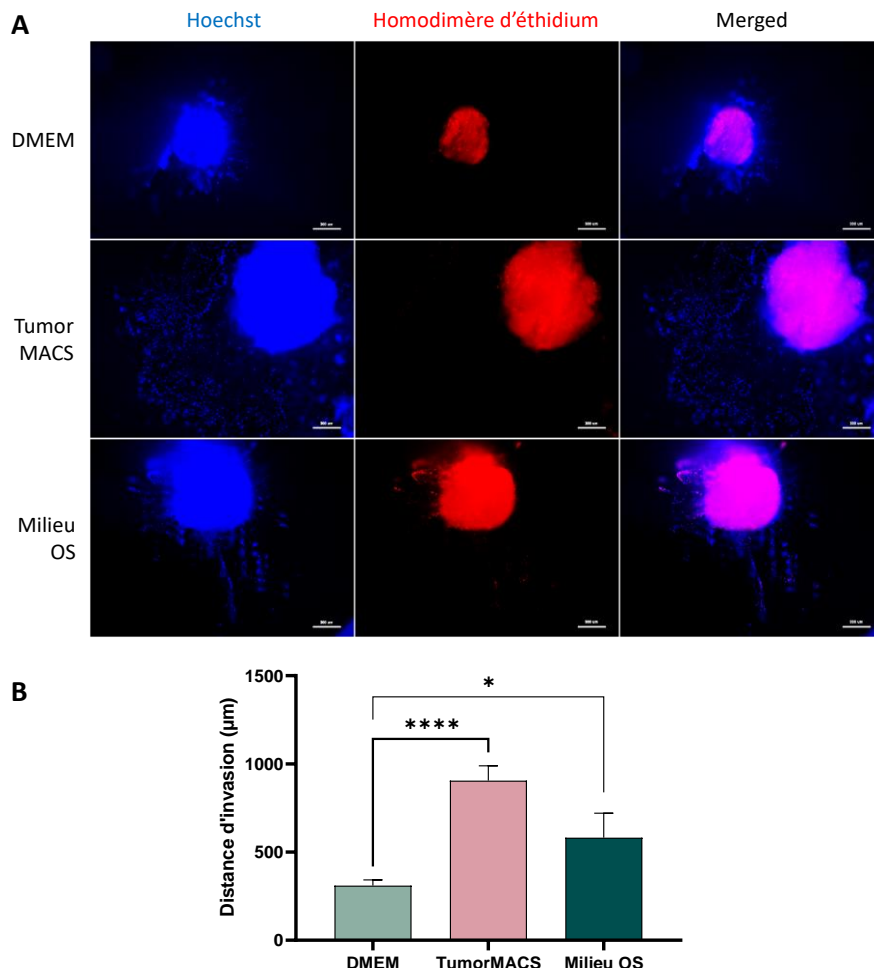 A
Hoechst Homodimère d'éthidium Merged
DMEM
Tumor
MACS
Milieu
OS
B
Distance d'invasion (µm)
1500
1000
500
0
*
****
DMEM TumorMACS Milieu OS